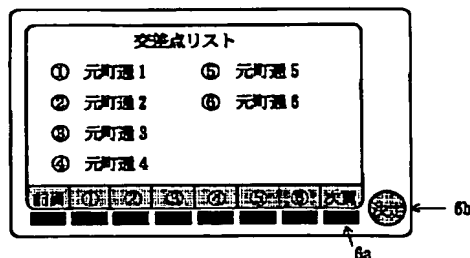 交差点リスト
① 元町通1 ⑤ 元町通5
② 元町通2 ⑥ 元町通6
③ 元町通3
④ 元町通4
前頁 ① ② ③ ④ ⑤ ⑥ 次頁 決定 6b
6a